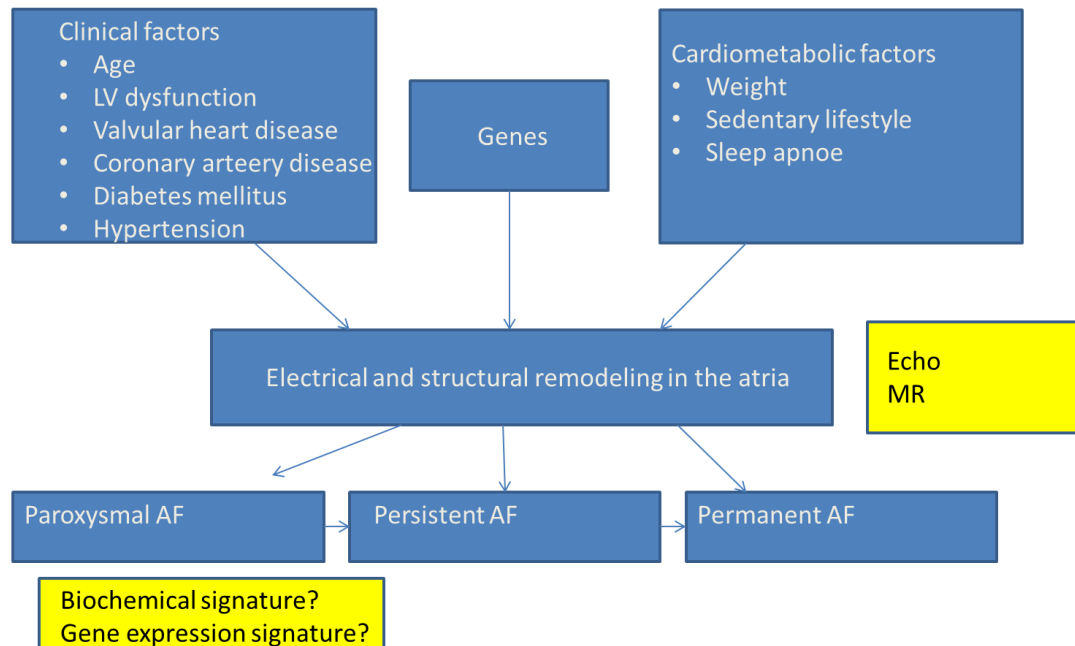 Clinical factors
• Age
• LV dysfunction
• Valvular heart disease
• Coronary arteery disease
• Diabetes mellitus
• Hypertension
Genes
Cardiometabolic factors
• Weight
• Sedentary lifestyle
• Sleep apnoe
Electrical and structural remodeling in the atria
Echo
MR
Paroxysmal AF
Persistent AF
Permanent AF
Biochemical signature?
Gene expression signature?